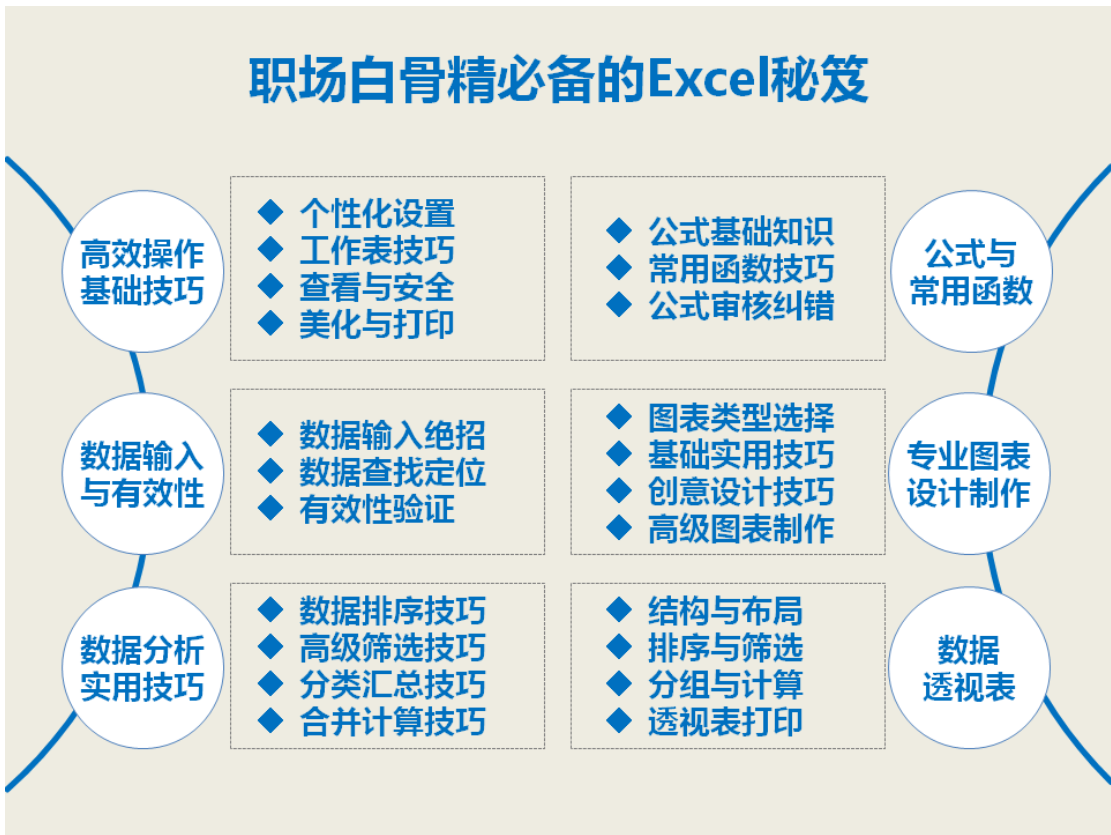 职场白骨精必备的Excel秘笈
高效操作
基础技巧
◆ 个性化设置
◆ 工作表技巧
◆ 查看与安全
◆ 美化与打印
◆ 公式基础知识
◆ 常用函数技巧
◆ 公式审核纠错
公式与
常用函数
数据输入
与有效性
◆ 数据输入绝招
◆ 数据查找定位
◆ 有效性验证
◆ 图表类型选择
◆ 基础实用技巧
◆ 创意设计技巧
◆ 高级图表制作
专业图表
设计制作
数据分析
实用技巧
◆ 数据排序技巧
◆ 高级筛选技巧
◆ 分类汇总技巧
◆ 合并计算技巧
◆ 结构与布局
◆ 排序与筛选
◆ 分组与计算
◆ 透视表打印
数据
透视表